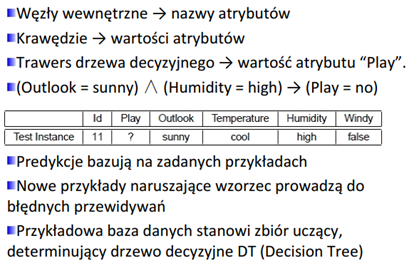 Węzły wewnętrzne → nazwy atrybutów
Krawędzie → wartości atrybutów
Trawers drzewa decyzyjnego → wartość atrybutu “Play”.
(Outlook = sunny) ∧ (Humidity = high) → (Play = no)
Id Play Outlook Temperature Humidity Windy
Test Instance 11 ? sunny cool high false
Predykcje bazują na zadanych przykładach
Nowe przykłady naruszające wzorzec prowadzą do
błędnych przewidywań
Przykładowa baza danych stanowi zbiór uczący,
determinujący drzewo decyzyjne DT (Decision Tree)